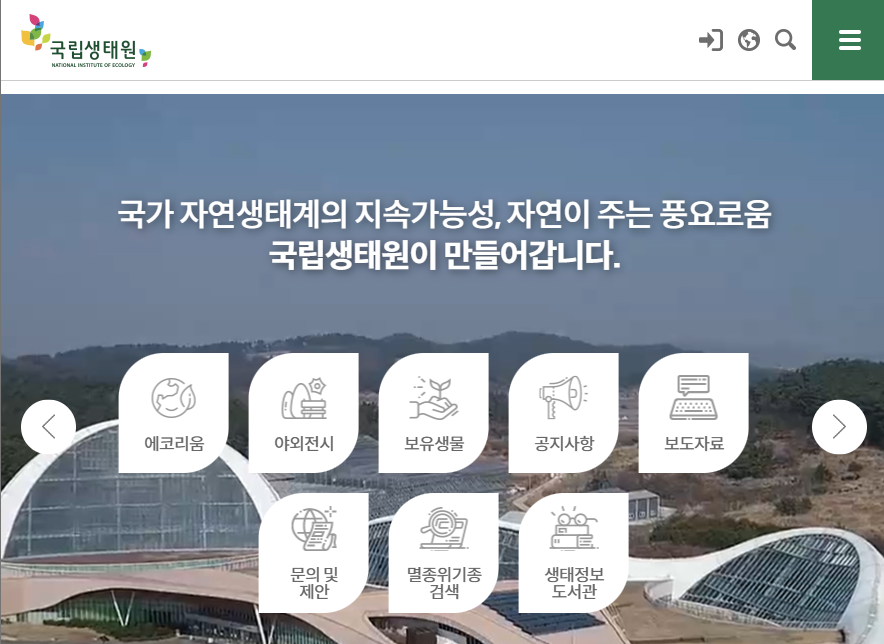 국립생태원
NATIONAL INSTITUTE OF ECOLOGY
국가 자연생태계의 지속가능성, 자연이 주는 풍요로움
국립생태원이 만들어갑니다.
에코리움
야외전시
보유생물
공지사항
보도자료
문의 및
제안
멸종위기종
검색
생태정보
도서관